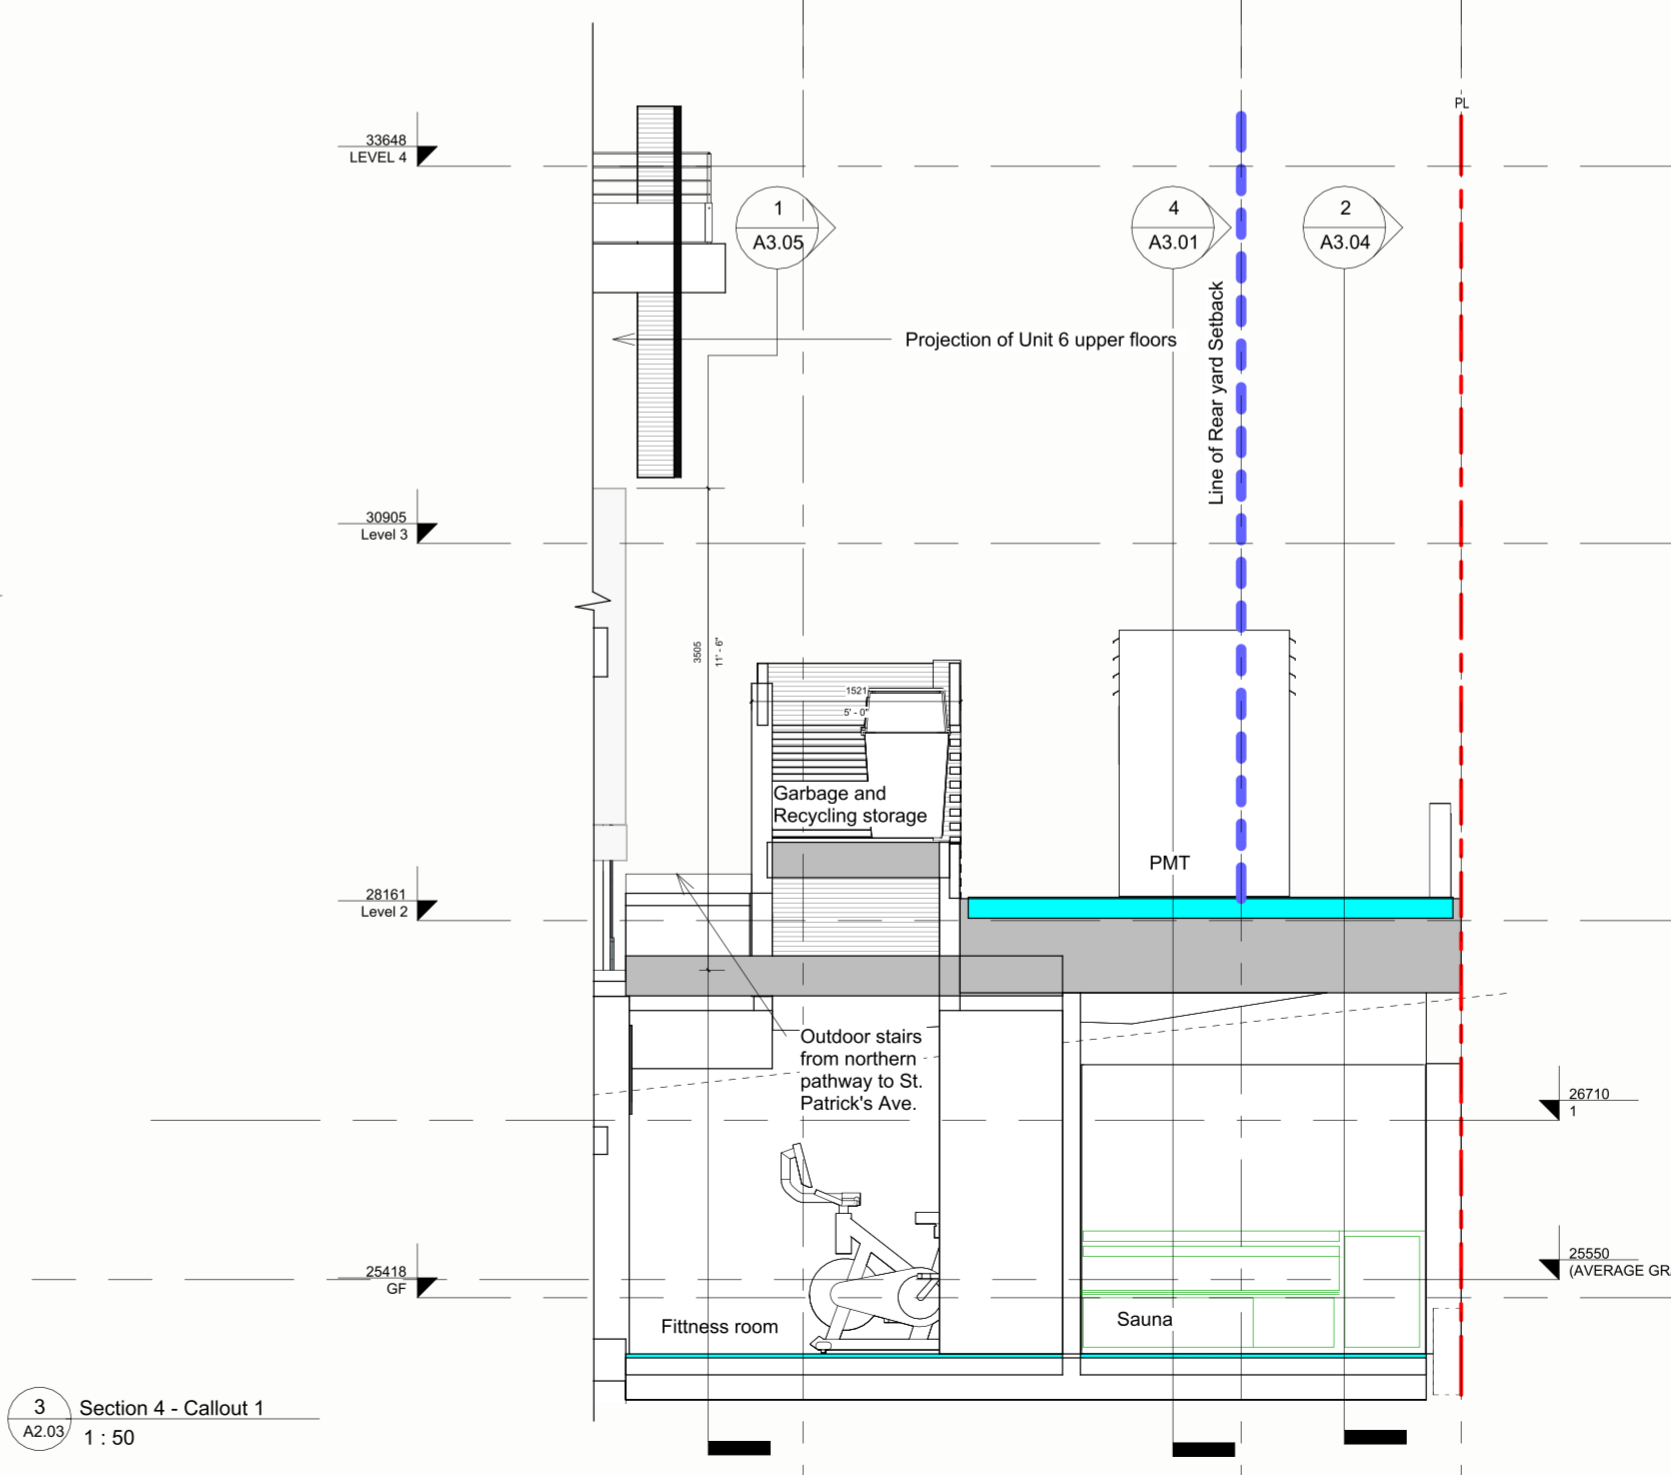 PL
33648
LEVEL 4
1
A3.05
4
A3.01
2
A3.04
Line of Rear yard Setback
Projection of Unit 6 upper floors
30905
Level 3
3505
11' - 6"
1521
5' - 0"
Garbage and
Recycling storage
PMT
28161
Level 2
Outdoor stairs
from northern
pathway to St.
Patrick's Ave.
26710
1
25550
(AVERAGE GR
25418
GF
Fittness room
Sauna
3
A2.03
Section 4 - Callout 1
1 : 50